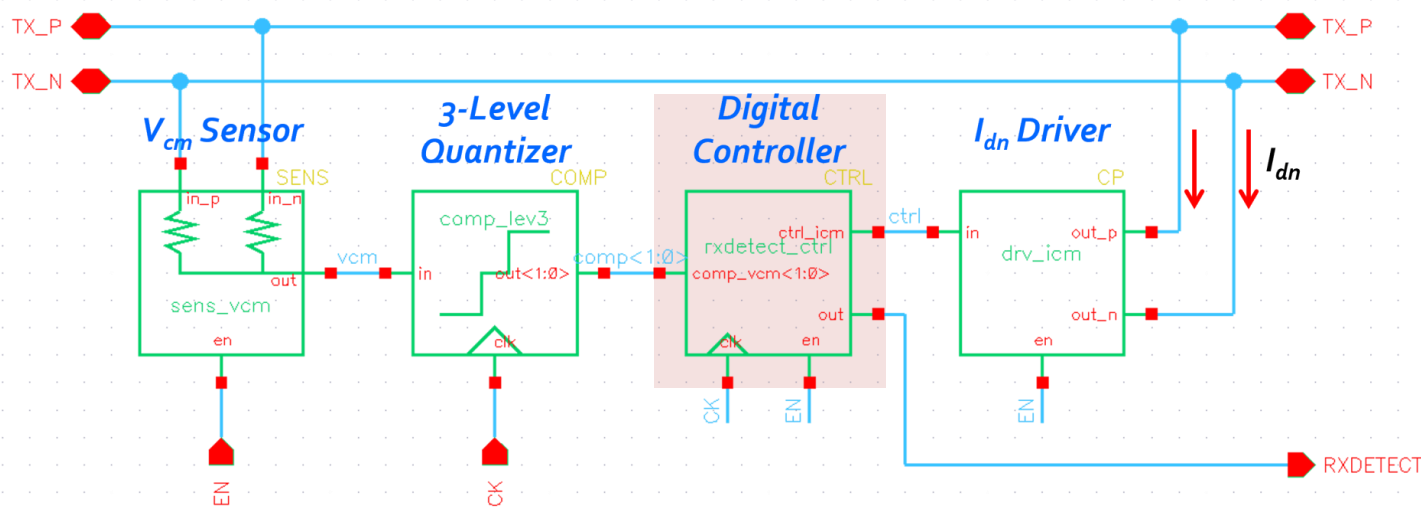 TX_P
TX_P
TX_N
TX_N
Vcm Sensor
3-Level
Quantizer
Digital
Controller
Idn Driver
Idn
SENS
COMP
CTRL
CP
in_p
in_n
out
sens_vcm
en
vcm
comp_lev3
in
out<1:0>
clk
comp<1:0>
ctrl_icm
rxdetect_ctrl
comp_vcm<1:0>
out
clk
en
ctrl
in
out_p
drv_icm
out_n
en
CK
EN
EN
RXDETECT
EN
CK